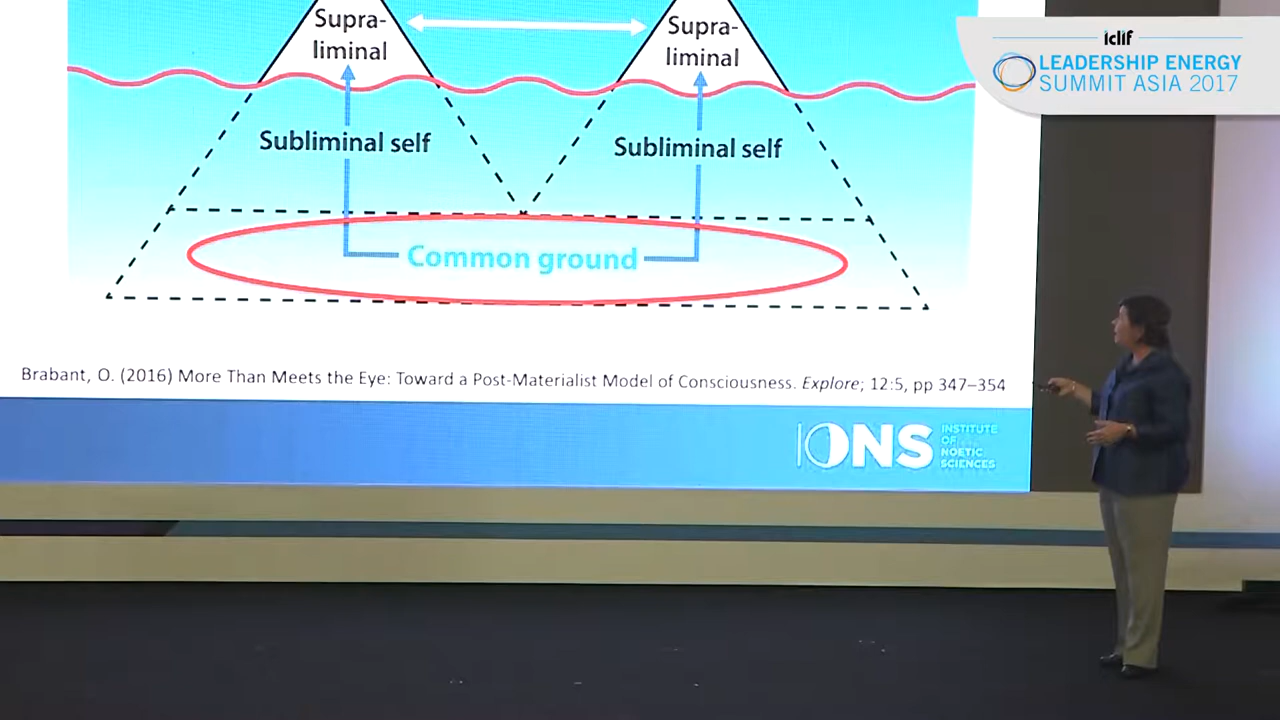 Supra-
liminal
Supra-
liminal
iclif
LEADERSHIP ENERGY
SUMMIT ASIA 2017
Subliminal self
Subliminal self
Common ground
Brabant, O. (2016) More Than Meets the Eye: Toward a Post-Materialist Model of Consciousness. Explore; 12:5, pp 347–354
IONS
INSTITUTE
OF
NOETIC
SCIENCES